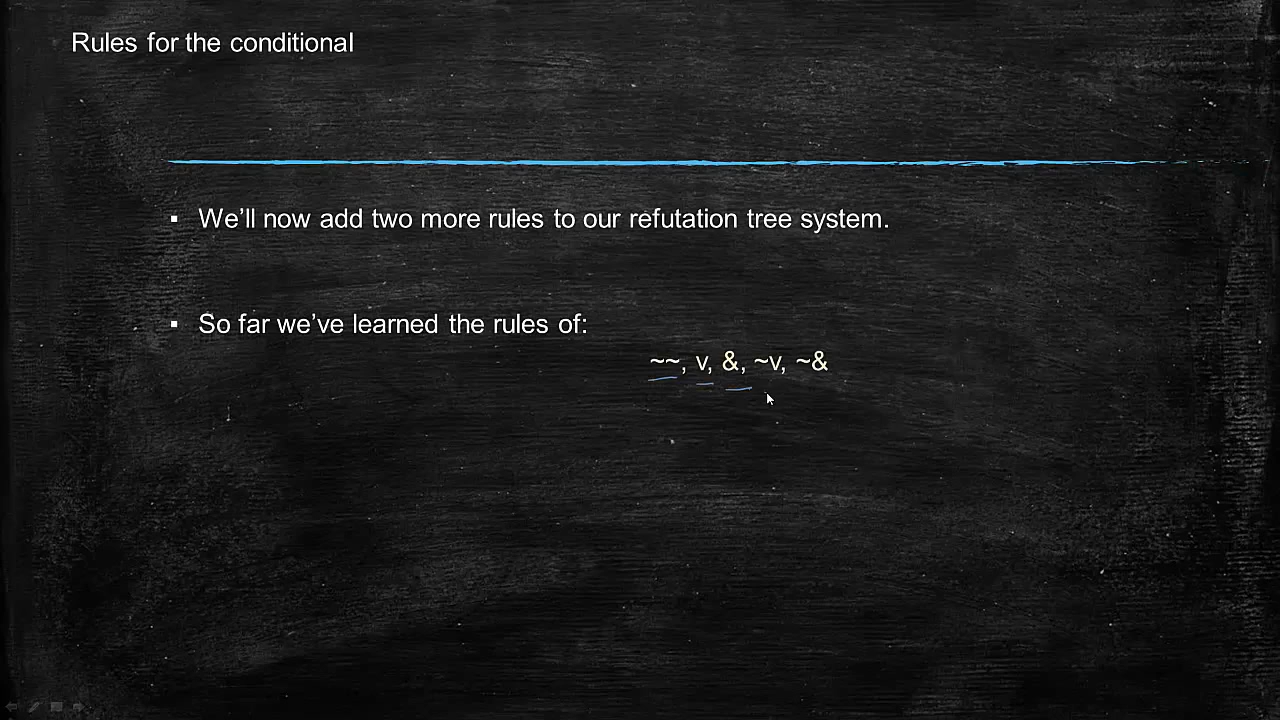 Rules for the conditional
▪ We’ll now add two more rules to our refutation tree system.
▪ So far we’ve learned the rules of:
~~, v, &, ~v, ~&